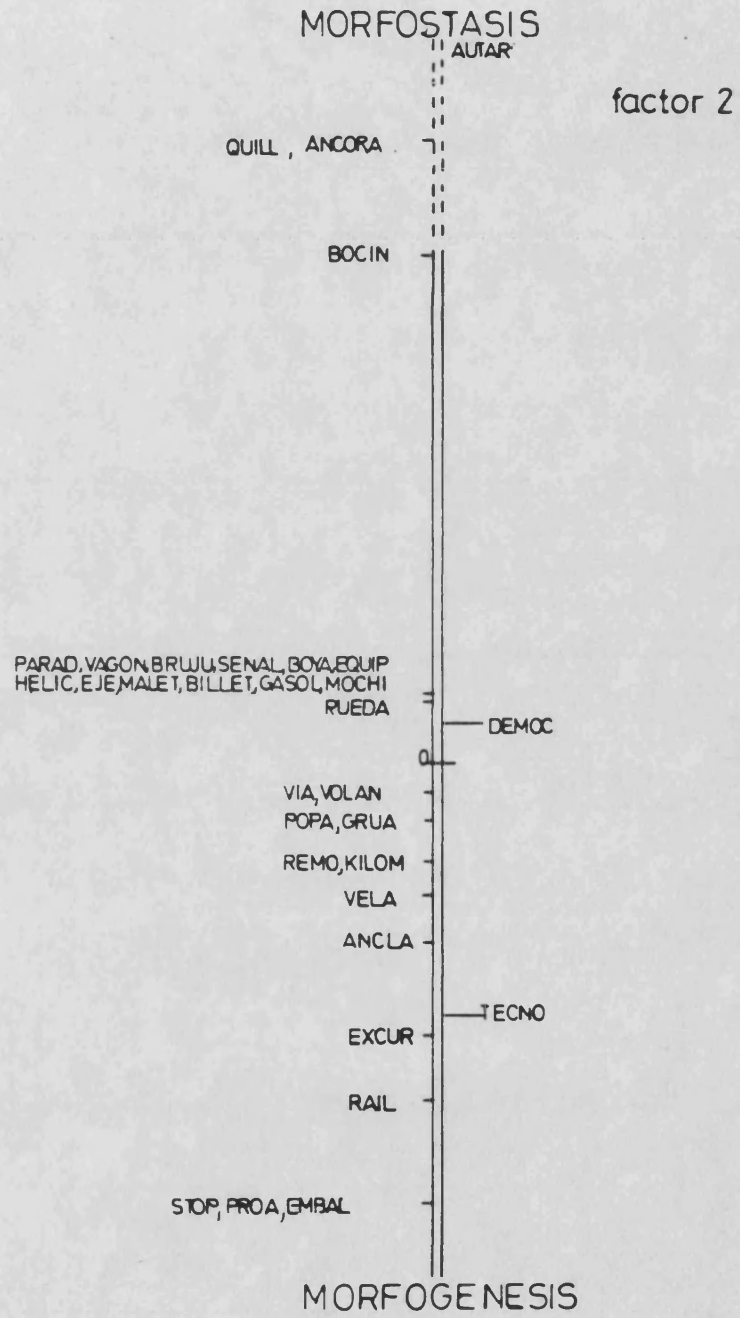 MORFOSTASIS
AUTAR
factor 2
QUILL, ANCORA
BOCIN
PARAD, VAGON, BRUJU, SENAL, BOYA, EQUIP
HELIC, EJE, MALET, BILLET, GASOL, MOCHI
RUEDA
DEMOC
0
VIA, VOLAN
POPA, GRUA
REMO, KILOM
VELA
ANCLA
TECNO
EXCUR
RAIL
STOP, PROA, EMBAL
MORFOGENESIS